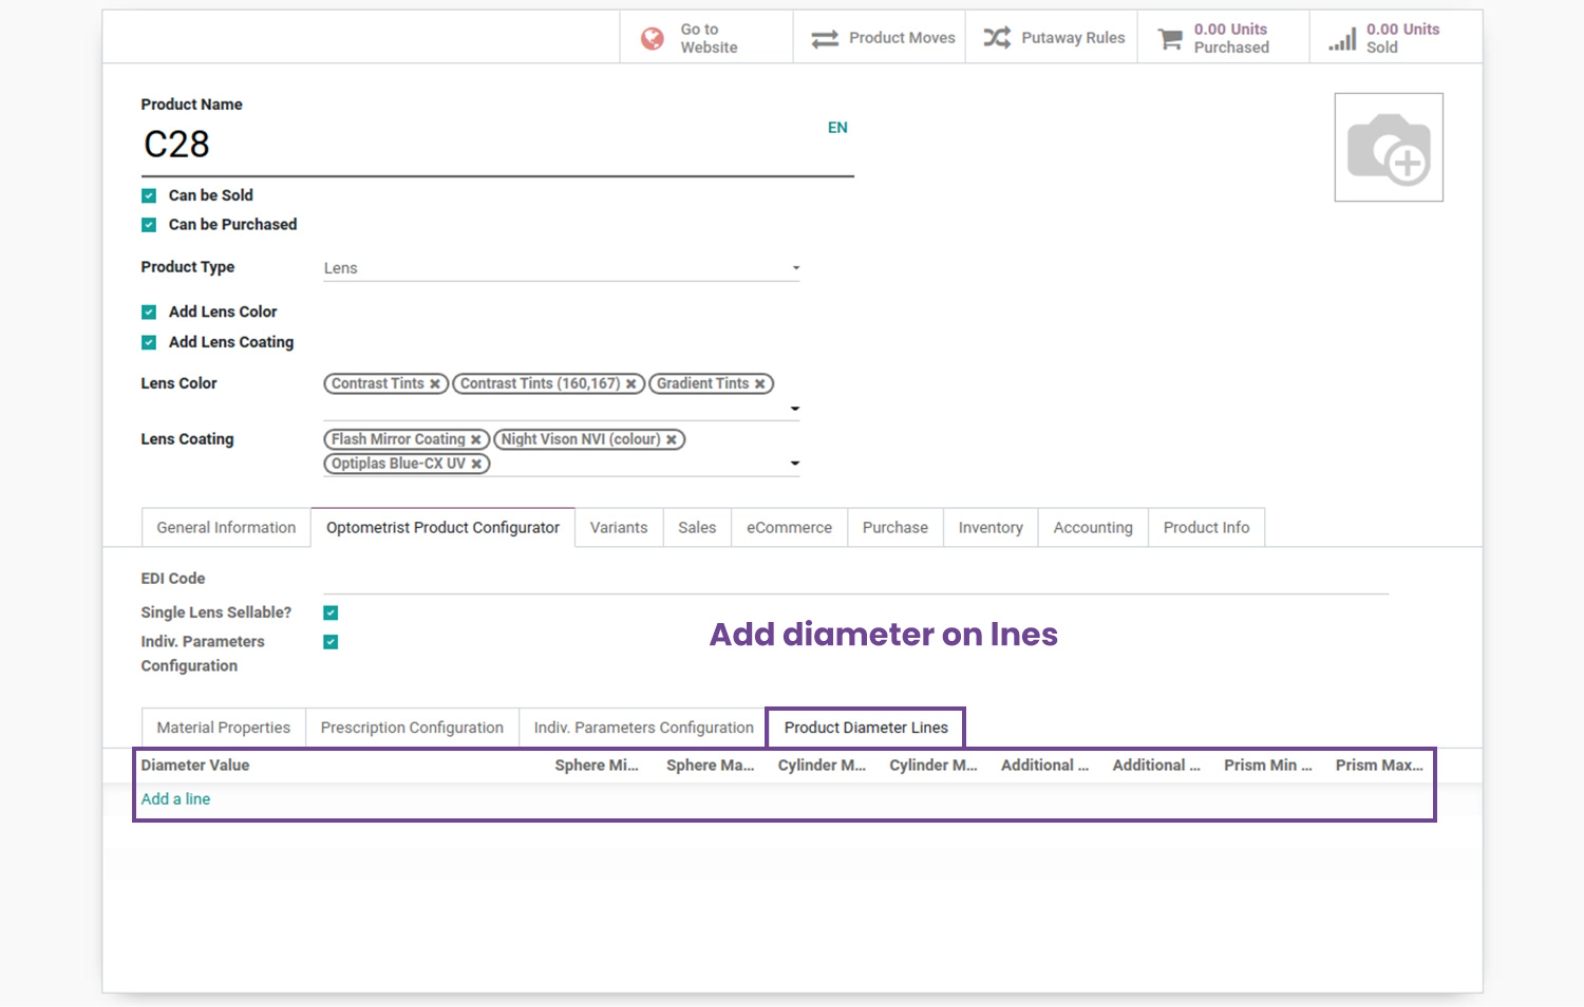 Go to
Website
Product Moves
Putaway Rules
0.00 Units
Purchased
0.00 Units
Sold
Product Name
C28
EN
Can be Sold
Can be Purchased
Product Type
Lens
Add Lens Color
Add Lens Coating
Lens Color
Contrast Tints × Contrast Tints (160,167) × Gradient Tints ×
Lens Coating
Flash Mirror Coating × Night Vison NVI (colour) ×
Optiplas Blue-CX UV ×
General Information Optometrist Product Configurator Variants Sales eCommerce Purchase Inventory Accounting Product Info
EDI Code
Single Lens Sellable?
Indiv. Parameters
Configuration
Add diameter on lnes
Material Properties Prescription Configuration Indiv. Parameters Configuration Product Diameter Lines
Diameter Value Sphere Mi... Sphere Ma... Cylinder M... Cylinder M... Additional ... Additional ... Prism Min ... Prism Max...
Add a line